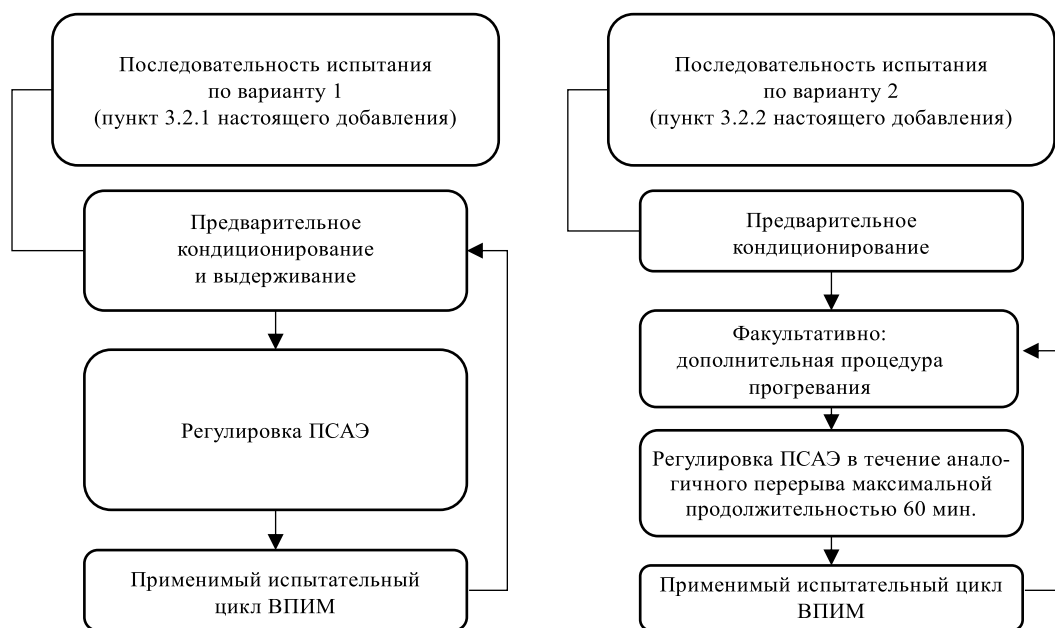 Последовательность испытания
по варианту 1
(пункт 3.2.1 настоящего добавления)
Предварительное
кондиционирование
и выдерживание
Регулировка ПСАЭ
Применимый испытательный
цикл ВПИМ
Последовательность испытания
по варианту 2
(пункт 3.2.2 настоящего добавления)
Предварительное
кондиционирование
Факультативно:
дополнительная процедура
прогревания
Регулировка ПСАЭ в течение анало-
гичного перерыва максимальной
продолжительностью 60 мин.
Применимый испытательный цикл
ВПИМ